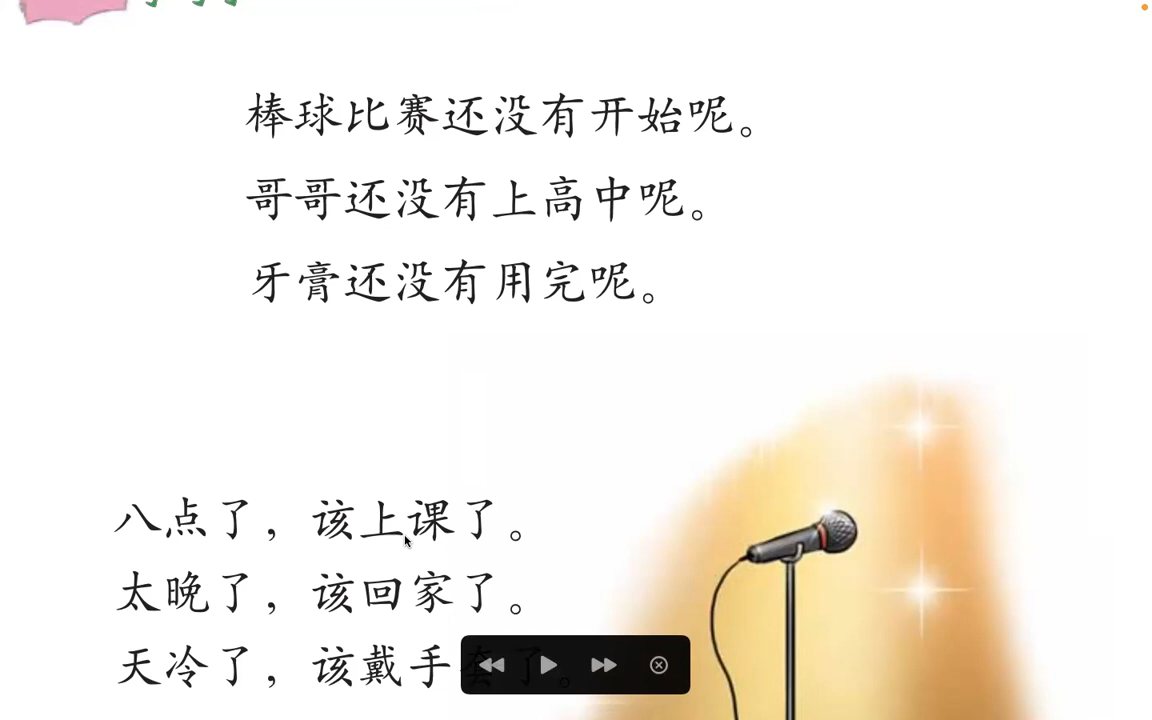 棒球比赛还没有开始呢。
哥哥还没有上高中呢。
牙膏还没有用完呢。
八点了，该上课了。
太晚了，该回家了。
天冷了，该戴手套了。